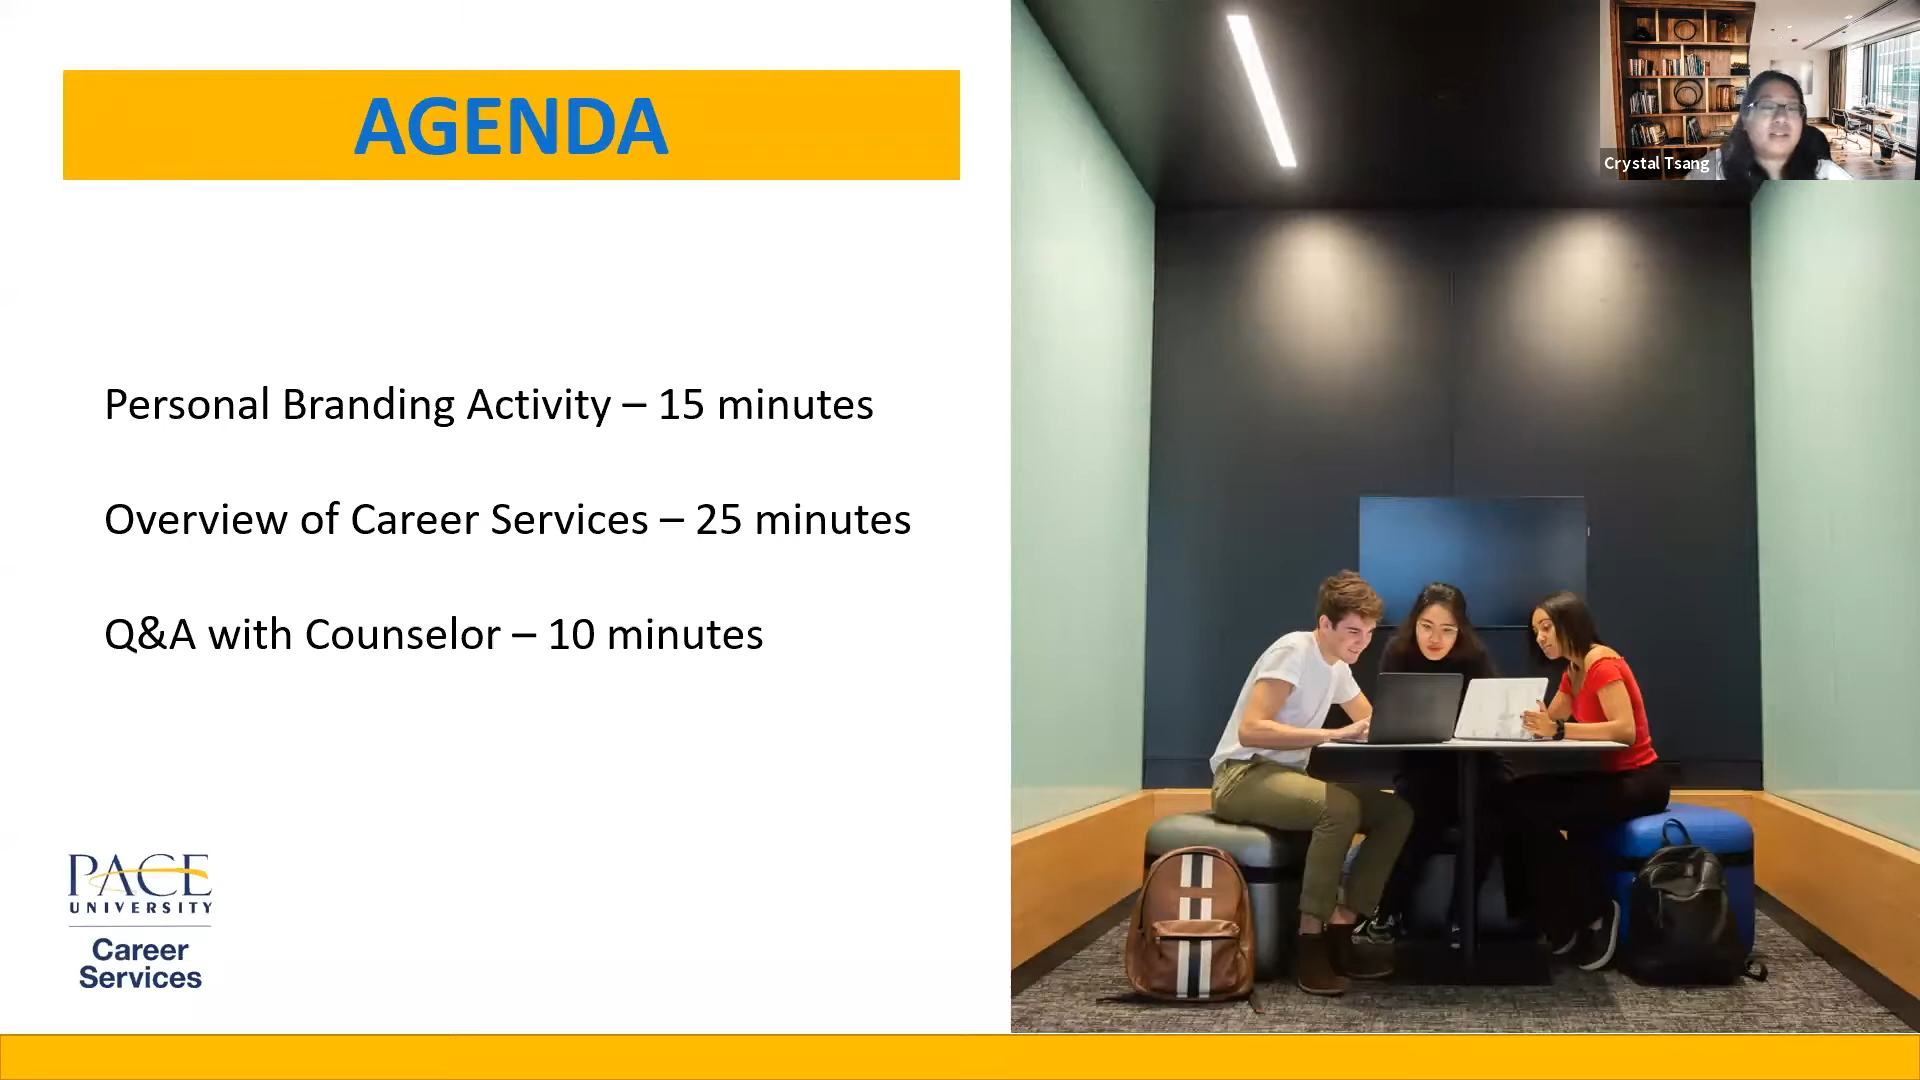 AGENDA
Crystal Tsang
Personal Branding Activity – 15 minutes
Overview of Career Services – 25 minutes
Q&A with Counselor – 10 minutes
PACE
UNIVERSITY
Career
Services